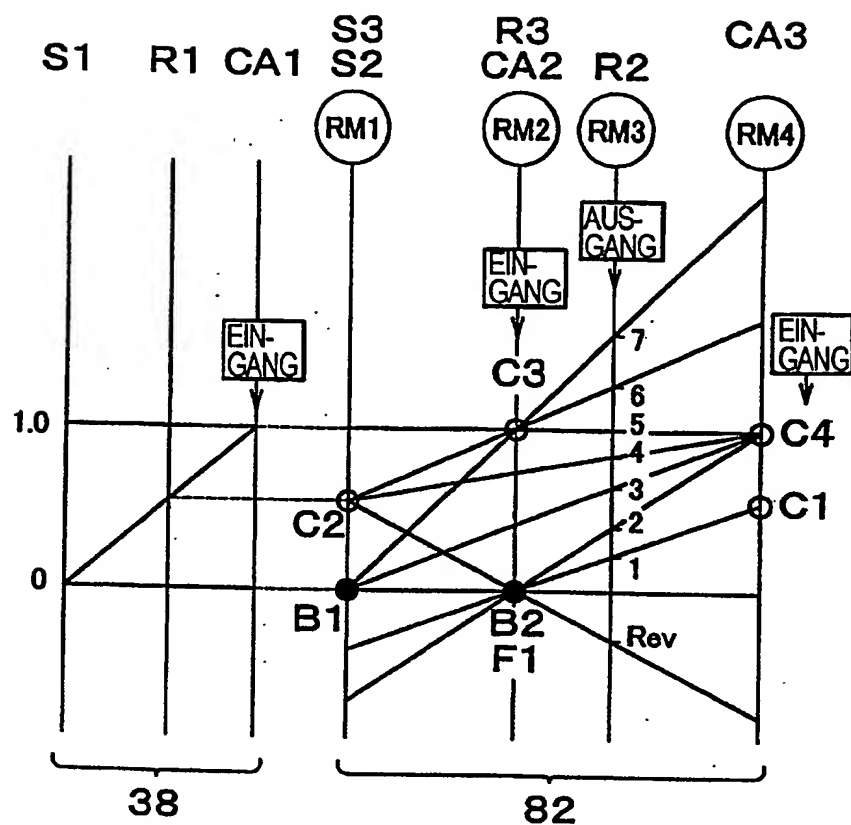 S3
R3
CA3
S1
R1
CA1
S2
CA2
R2
RM1
RM2
RM3
RM4
AUS-
GANG
EIN-
GANG
EIN-
GANG
EIN-
GANG
7
C3
6
1.0
5
4
C4
3
C2
2
C1
0
1
B1
B2
Rev
F1
38
82